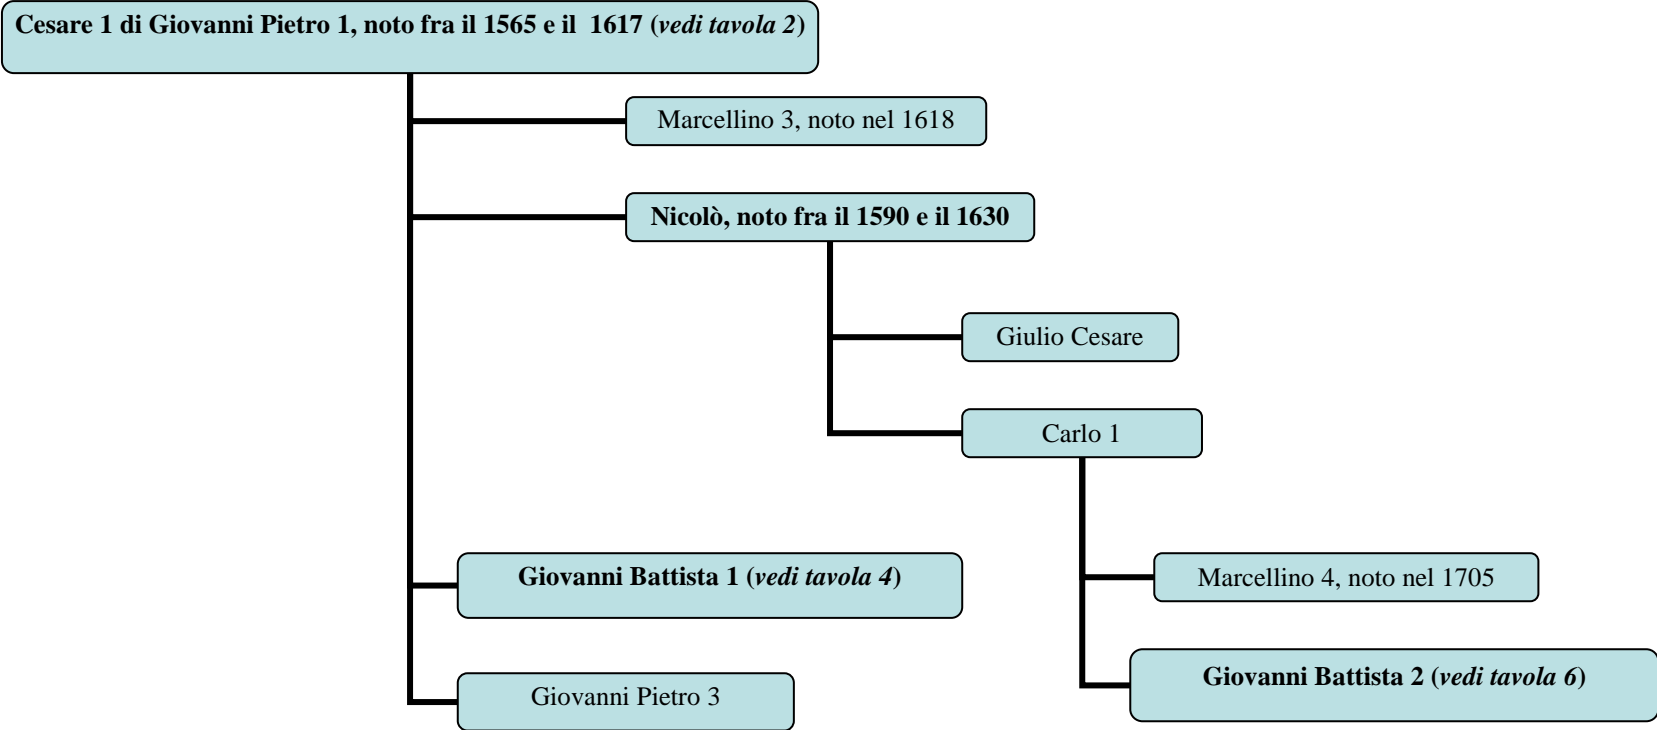 Cesare 1 di Giovanni Pietro 1, noto fra il 1565 e il  1617 (vedi tavola 2)
Marcellino 3, noto nel 1618
Nicolò, noto fra il 1590 e il 1630
Giulio Cesare
Carlo 1
Giovanni Battista 1 (vedi tavola 4)
Marcellino 4, noto nel 1705
Giovanni Battista 2 (vedi tavola 6)
Giovanni Pietro 3